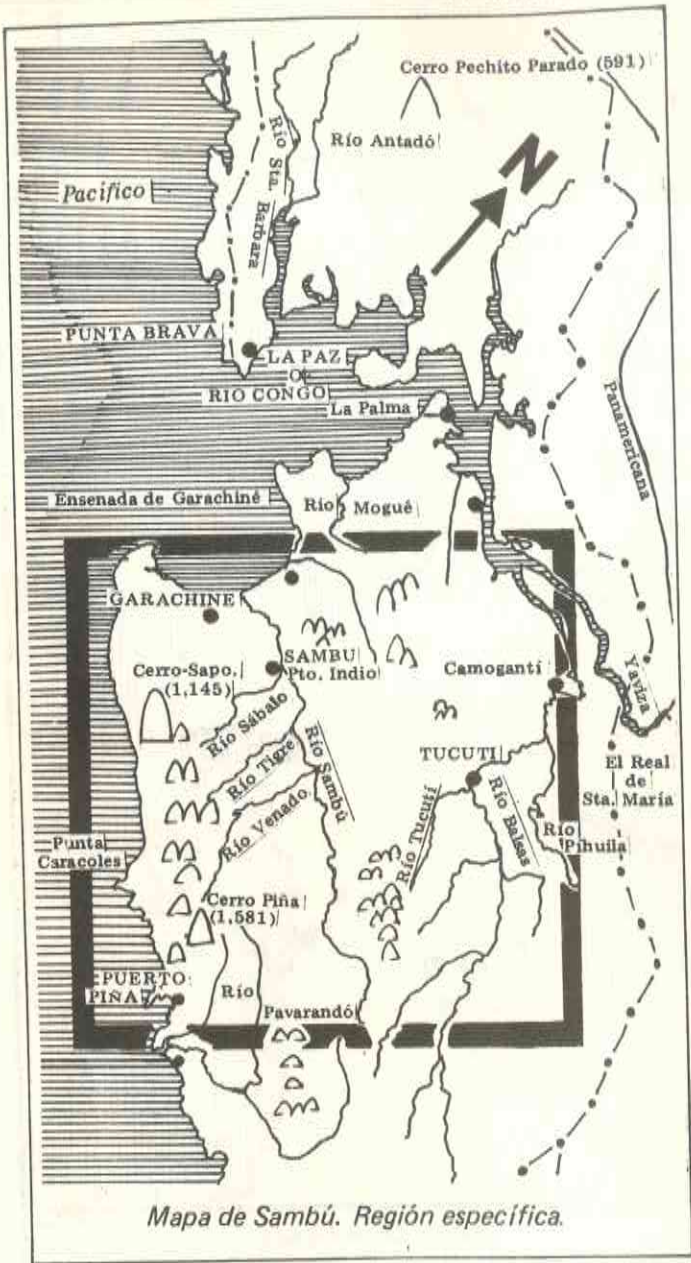 Cerro Pechito Parado (591)
Río Antadó
N
Río Sta. Barbara
Pacífico
PUNTA BRAVA
LA PAZ
O
RIO CONGO
La Palma
Panamericana
Ensenada de Garachiné
Río Mogué
GARACHINE
SAMBU
Pto. Indio
Camogantí
Yaviza
Cerro-Sapo.
(1,145)
Río Sábalo
Río Tigre
Río Sambú
Río Venado
TUCUTI
El Real
de
Sta. María
Punta
Caracoles
Río Tucutí
Río Balsas
Río
Pihuila
Cerro Piña
(1,581)
PUERTO
PIÑA
Río
Pavarandó
Mapa de Sambú. Región específica.